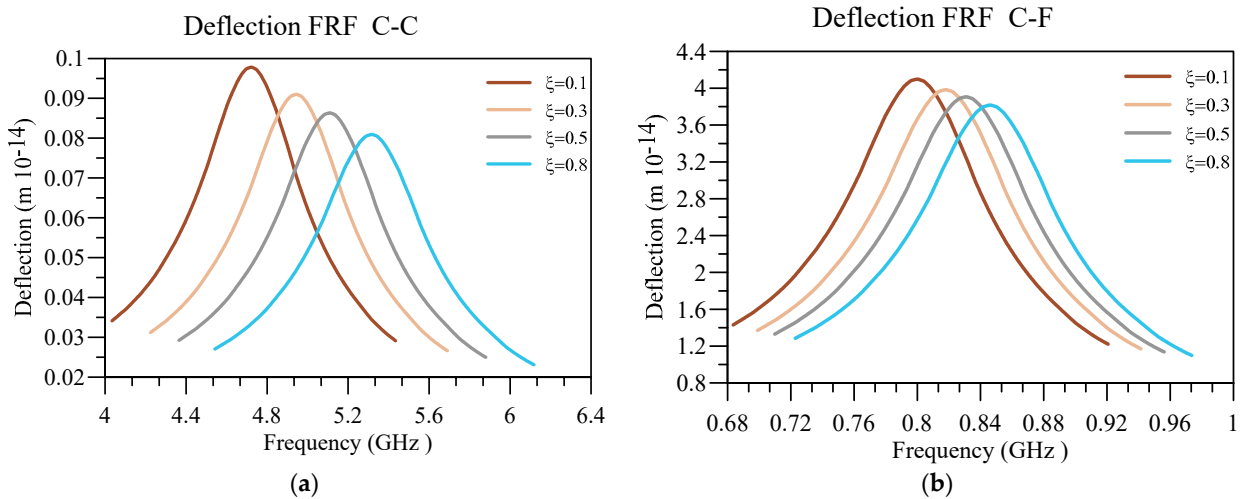 Deflection FRF C-C
Deflection (m 10-14)
0.1
0.09
0.08
0.07
0.06
0.05
0.04
0.03
0.02
ξ=0.1
ξ=0.3
ξ=0.5
ξ=0.8
4 4.4 4.8 5.2 5.6 6 6.4
Frequency (GHz )
(a)
Deflection FRF C-F
Deflection (m 10-14)
4.4
4
3.6
3.2
2.8
2.4
2
1.6
1.2
0.8
ξ=0.1
ξ=0.3
ξ=0.5
ξ=0.8
0.68 0.72 0.76 0.8 0.84 0.88 0.92 0.96 1
Frequency (GHz )
(b)